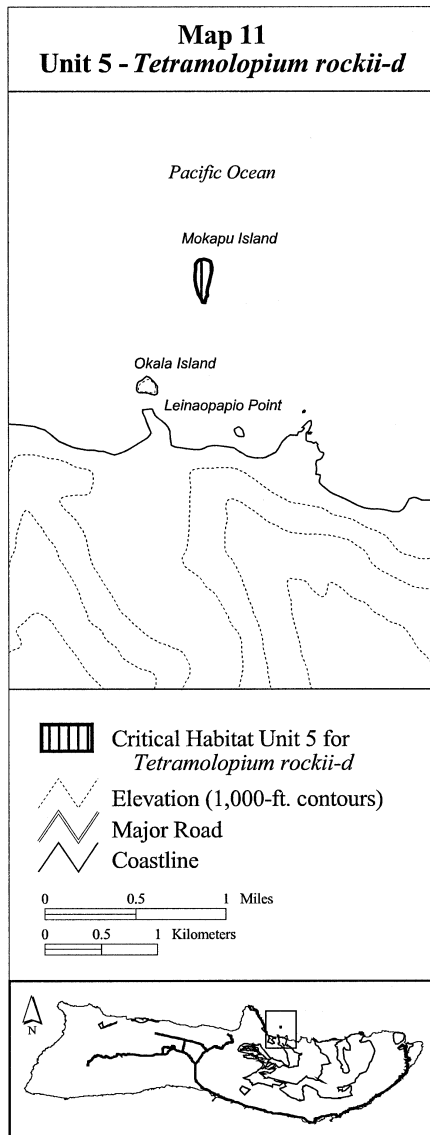 Map 11
Unit 5 - Tetramolopium rockii-d
Pacific Ocean
Mokapu Island
Okala Island
Leinaopapio Point
Critical Habitat Unit 5 for
Tetramolopium rockii-d
Elevation (1,000-ft. contours)
Major Road
Coastline
0 0.5 1 Miles
0 0.5 1 Kilometers
N